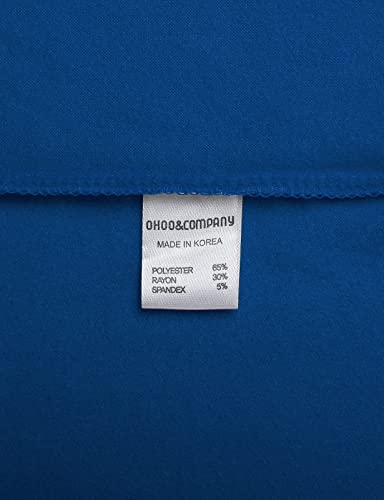 OHOO&COMPANY
MADE IN KOREA
POLYESTER 65%
RAYON 30%
SPANDEX 5%